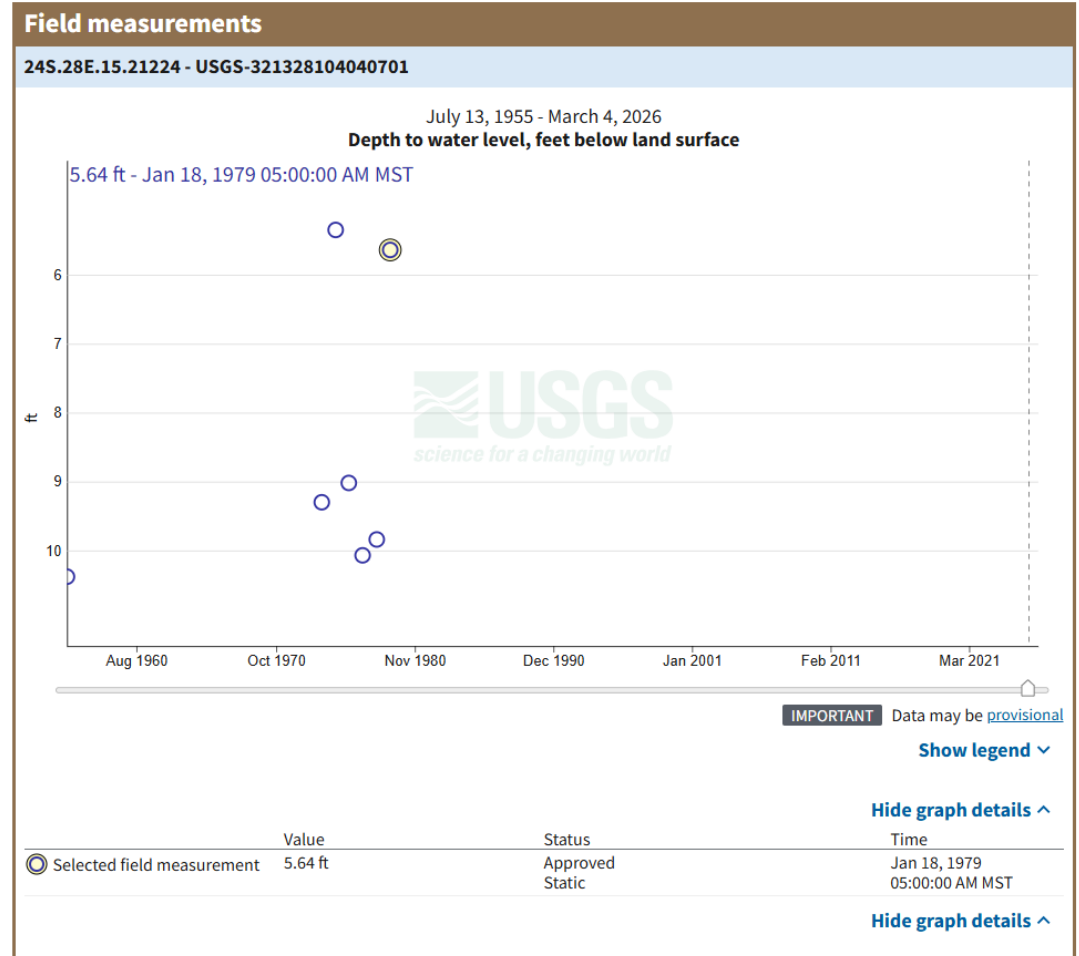 Field measurements
24S.28E.15.21224 - USGS-321328104040701
July 13, 1955 - March 4, 2026
Depth to water level, feet below land surface
5.64 ft - Jan 18, 1979 05:00:00 AM MST
6
7
ft
8
9
10
USGS
science for a changing world
Aug 1960 Oct 1970 Nov 1980 Dec 1990 Jan 2001 Feb 2011 Mar 2021
IMPORTANT Data may be provisional
Show legend
Hide graph details
Value Status Time
Selected field measurement 5.64 ft Approved Jan 18, 1979
Static 05:00:00 AM MST
Hide graph details